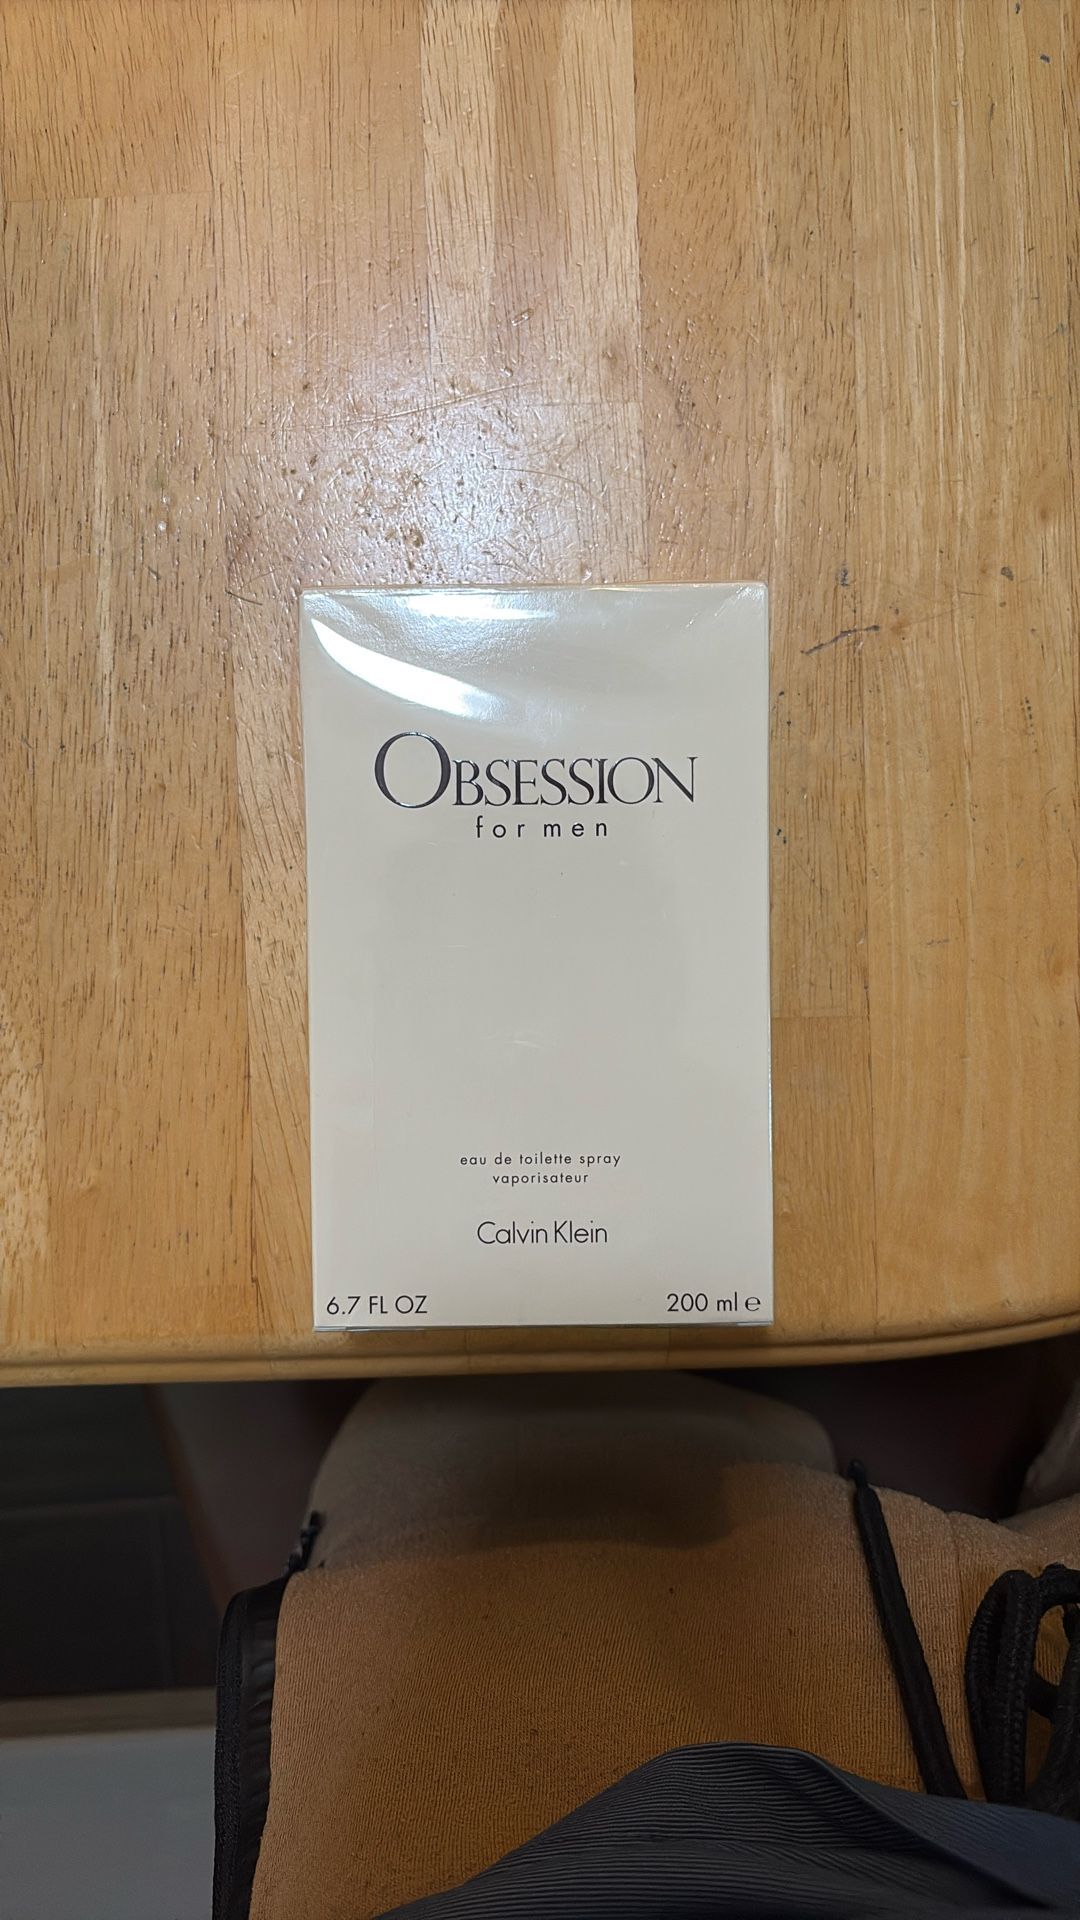 OBSESSION
for men
eau de toilette spray
vaporisateur
Calvin Klein
6.7 FL OZ 200 ml ℮